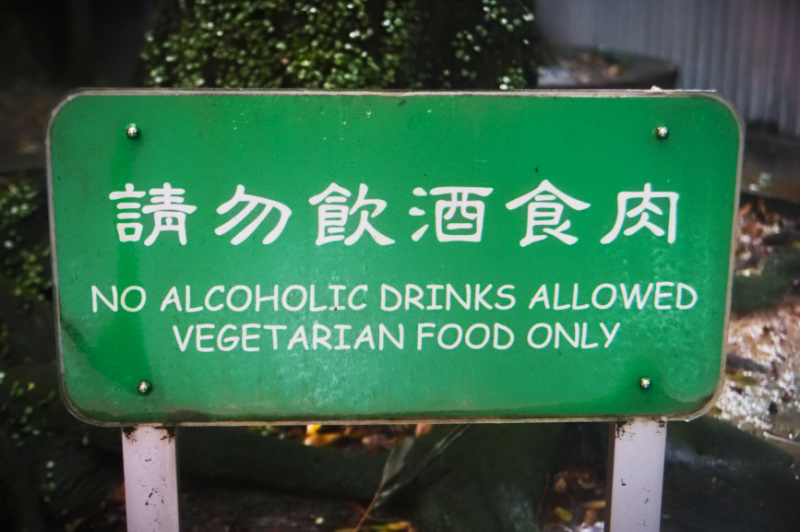 請勿飲酒食肉
NO ALCOHOLIC DRINKS ALLOWED
VEGETARIAN FOOD ONLY